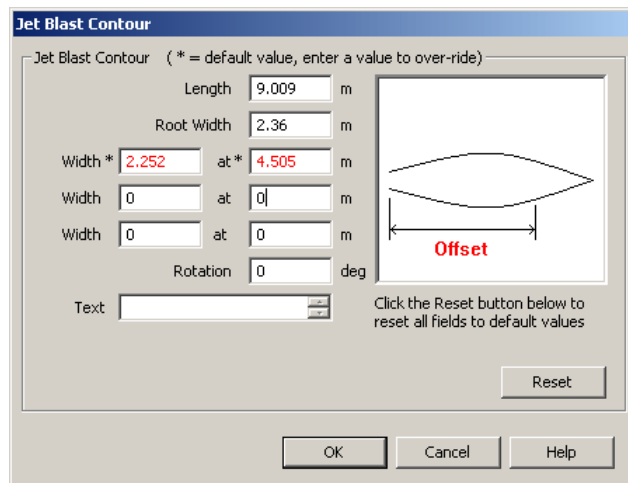 Jet Blast Contour
Jet Blast Contour ( * = default value, enter a value to over-ride)
Length 9.009 m
Root Width 2.36 m
Width * 2.252 at * 4.505 m
Width 0 at 0 m
Width 0 at 0 m
Rotation 0 deg
Text
Offset
Click the Reset button below to
reset all fields to default values
Reset
OK Cancel Help